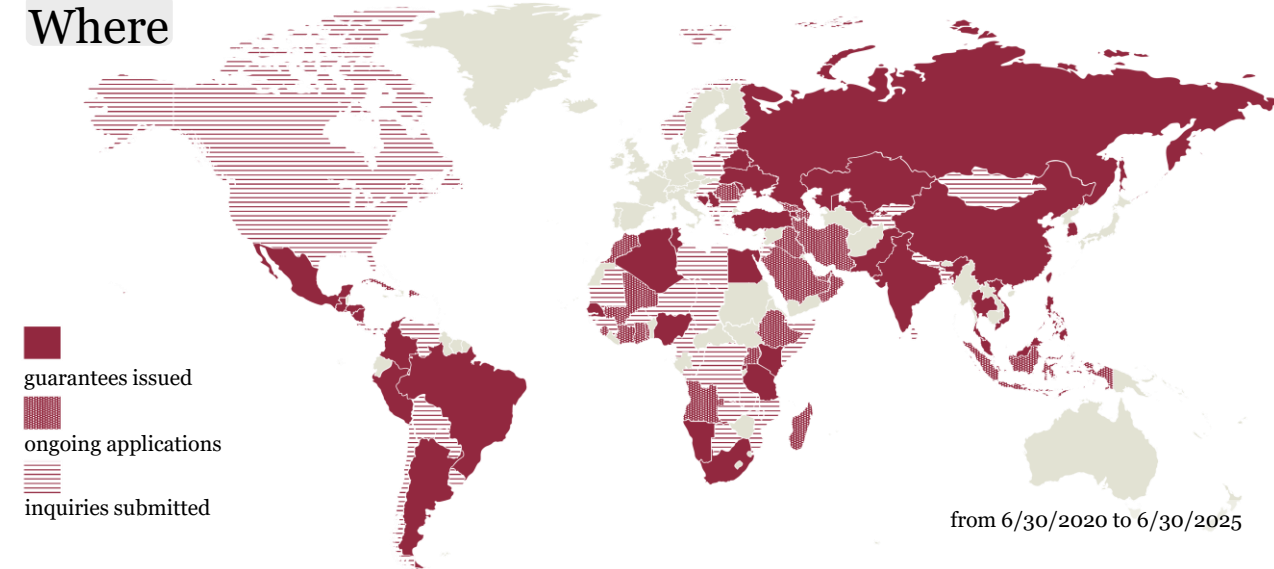 Where
guarantees issued
ongoing applications
inquiries submitted
from 6/30/2020 to 6/30/2025